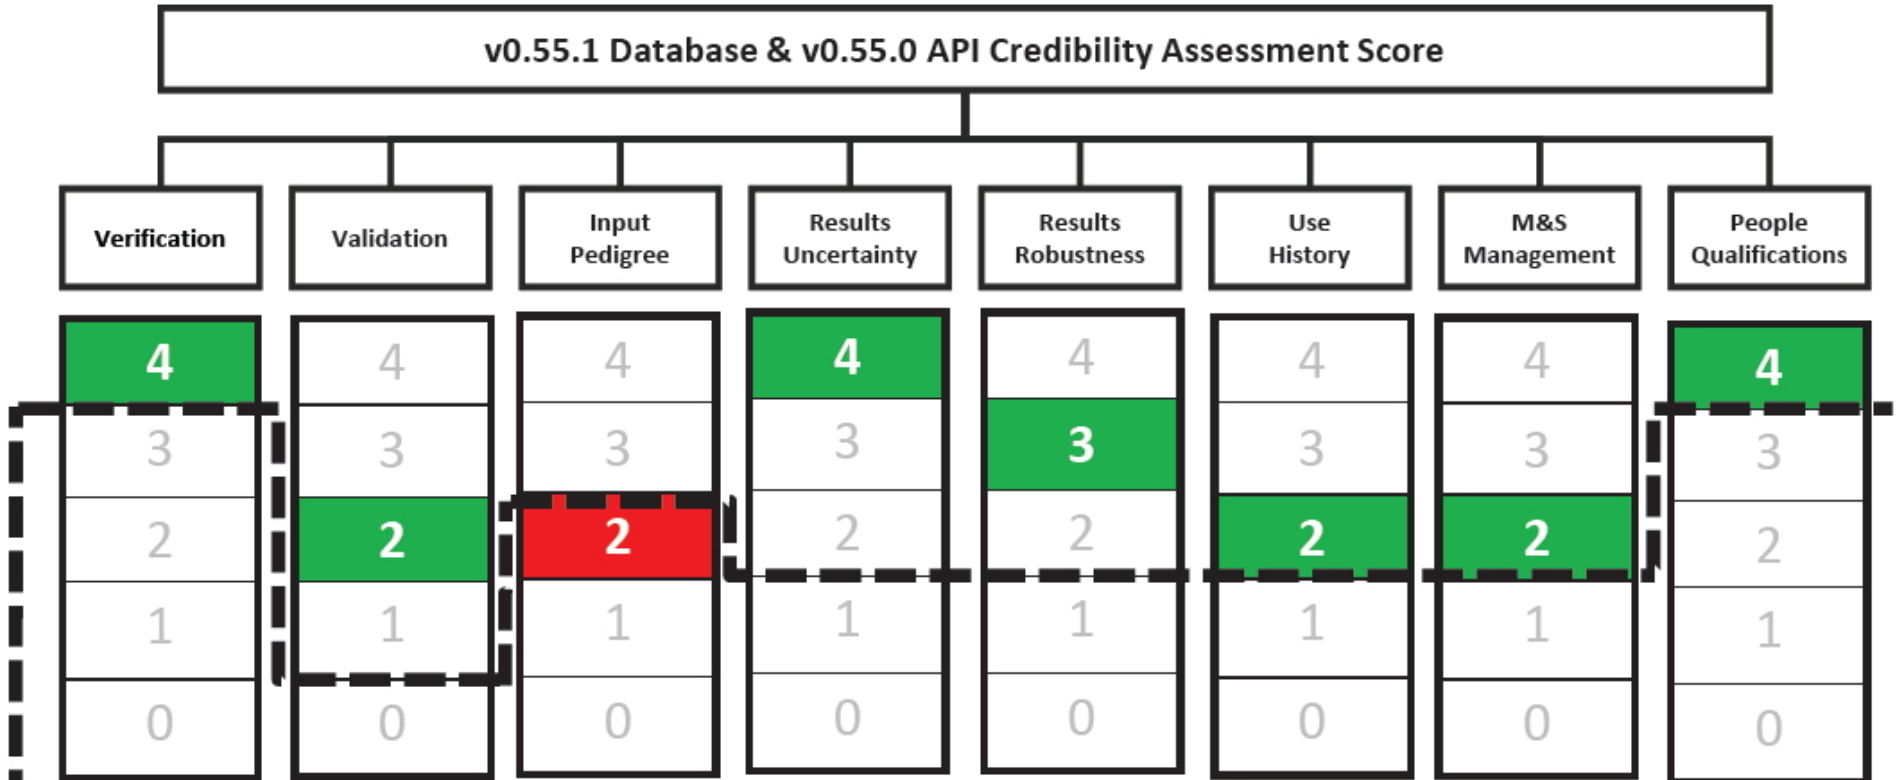 v0.55.1 Database & v0.55.0 API Credibility Assessment Score
Verification
Validation
Input
Pedigree
Results
Uncertainty
Results
Robustness
Use
History
M&S
Management
People
Qualifications
4
3
2
1
0
4
3
2
1
0
4
3
2
1
0
4
3
2
1
0
4
3
2
1
0
4
3
2
1
0
4
3
2
1
0
4
3
2
1
0